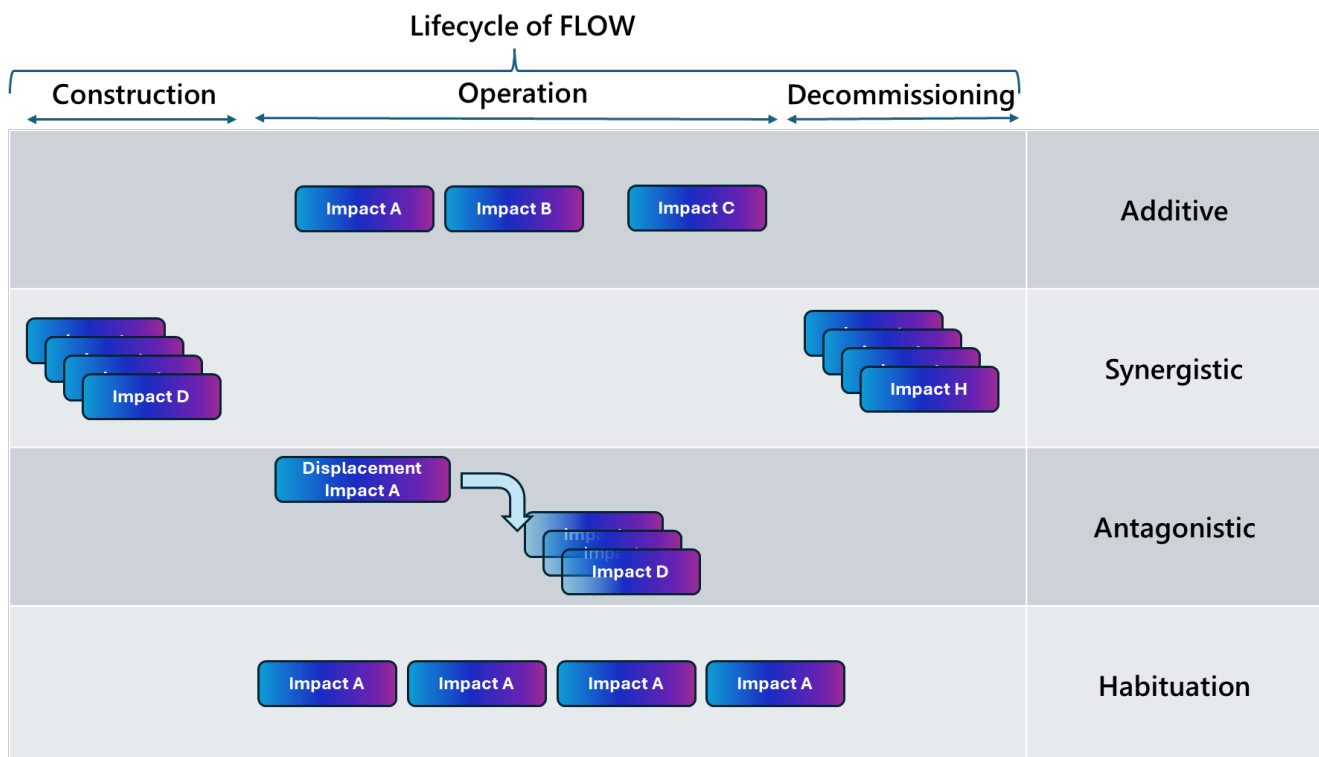 Lifecycle of FLOW
Construction
Operation
Decommissioning
Impact A
Impact B
Impact C
Additive
Impact D
Impact H
Synergistic
Displacement
Impact A
Impact D
Antagonistic
Impact A
Impact A
Impact A
Impact A
Habituation